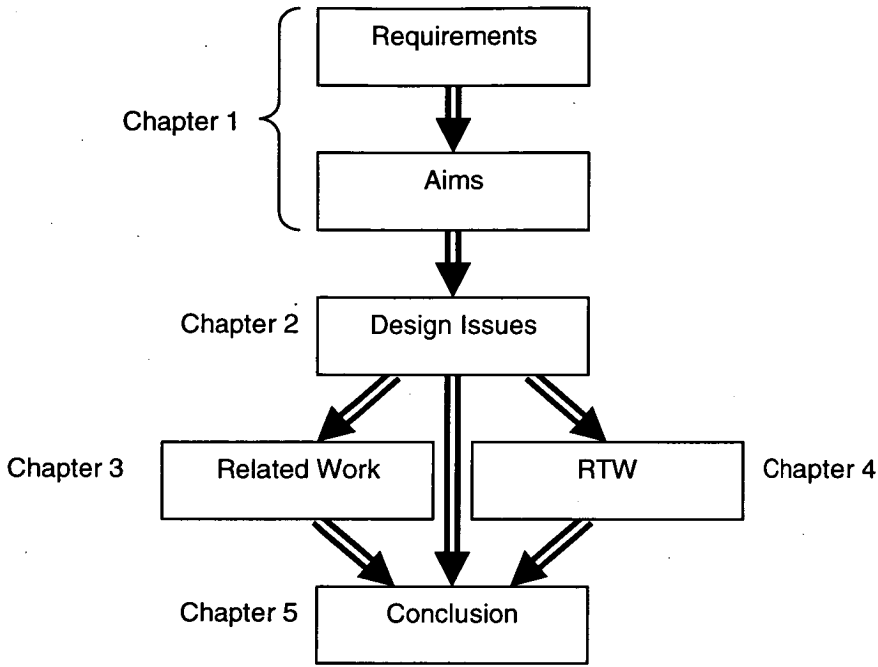 Requirements
Chapter 1
Aims
Chapter 2
Design Issues
Chapter 3
Related Work
RTW
Chapter 4
Chapter 5
Conclusion